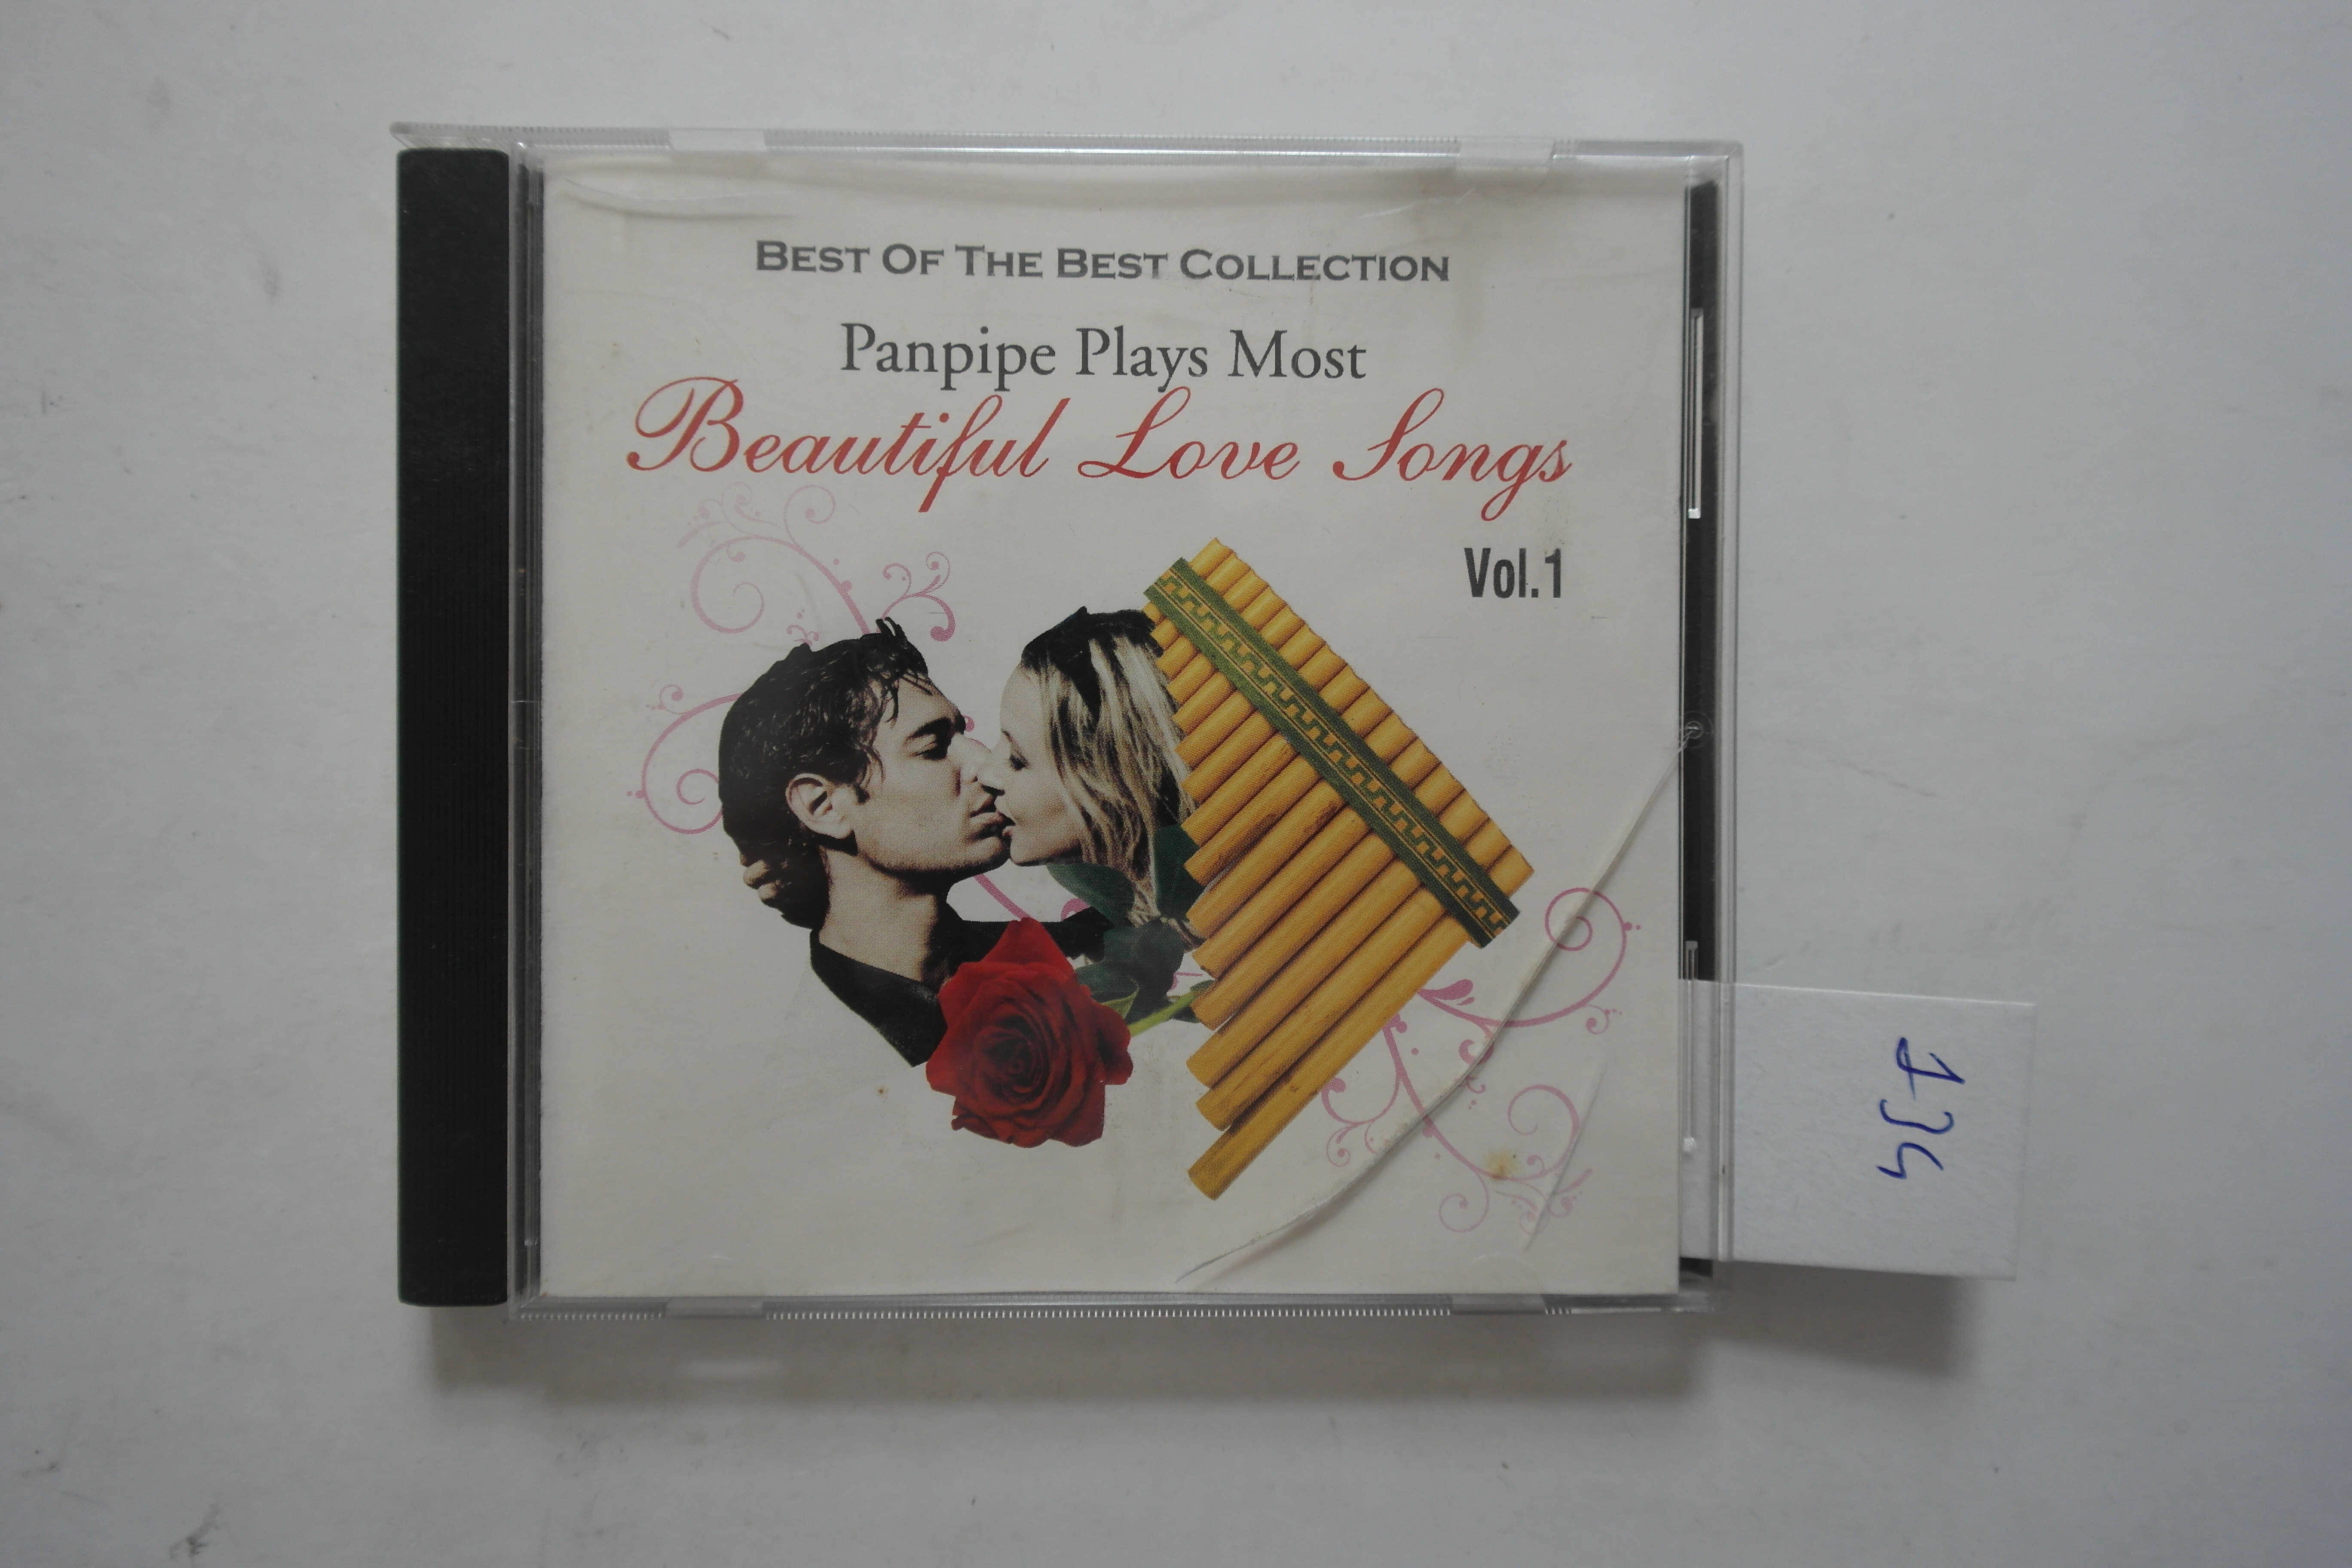 BEST OF THE BEST COLLECTION
Panpipe Plays Most
Beautiful Love Songs
Vol.1